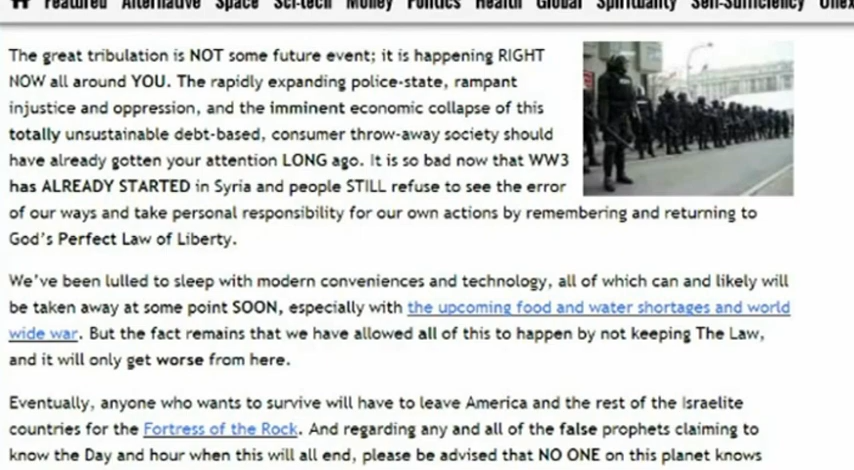 Featured Alternative Space Sci-tech Money Politics Health Global Spirituality Self-Sufficiency
The great tribulation is NOT some future event; it is happening RIGHT
NOW all around YOU. The rapidly expanding police-state, rampant
injustice and oppression, and the imminent economic collapse of this
totally unsustainable debt-based, consumer throw-away society should
have already gotten your attention LONG ago. It is so bad now that WW3
has ALREADY STARTED in Syria and people STILL refuse to see the error
of our ways and take personal responsibility for our own actions by remembering and returning to
God's Perfect Law of Liberty.
We've been lulled to sleep with modern conveniences and technology, all of which can and likely will
be taken away at some point SOON, especially with the upcoming food and water shortages and world
wide war. But the fact remains that we have allowed all of this to happen by not keeping The Law,
and it will only get worse from here.
Eventually, anyone who wants to survive will have to leave America and the rest of the Israelite
countries for the Fortress of the Rock. And regarding any and all of the false prophets claiming to
know the Day and hour when this will all end, please be advised that NO ONE on this planet knows